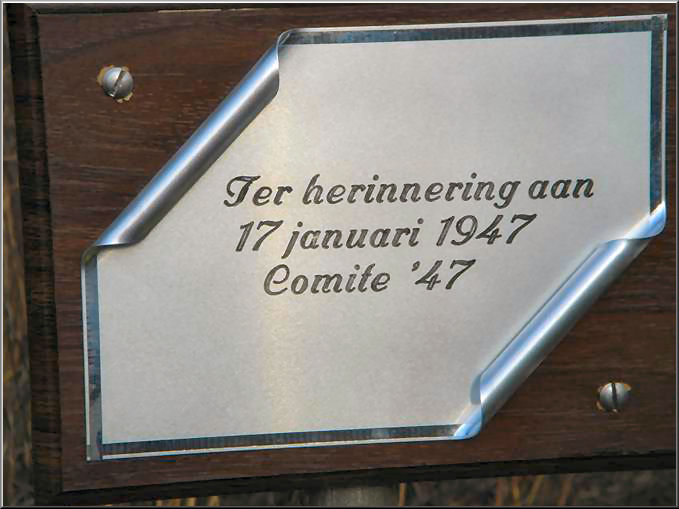 Ter herinnering aan
17 januari 1947
Comite '47